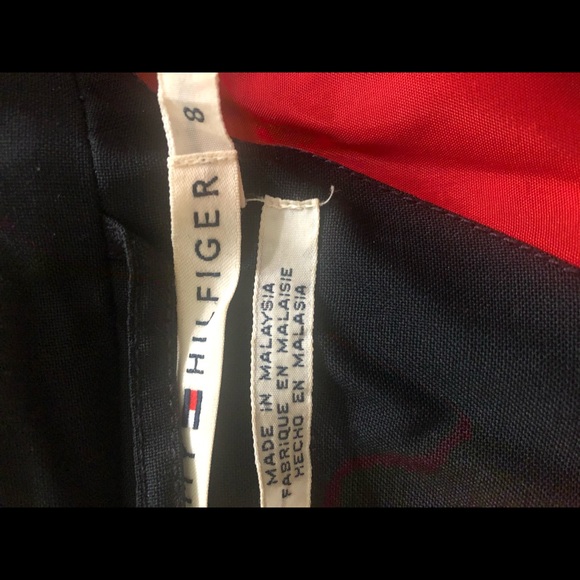 8
HILFIGER
MADE IN MALAYSIA
FABRIQUE EN MALAISIE
HECHO EN MALASIA